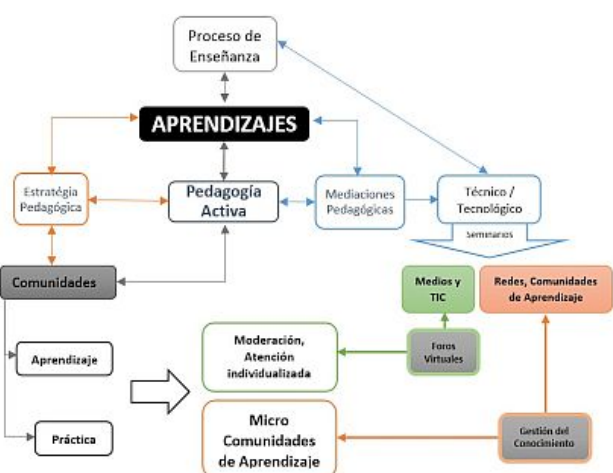 Proceso de
Enseñanza
APRENDIZAJES
Estratégia
Pedagógica
Pedagogía
Activa
Mediaciones
Pedagógicas
Técnico /
Tecnológico
Seminarios
Comunidades
Medios y
TIC
Redes, Comunidades
de Aprendizaje
Aprendizaje
Moderación,
Atención
individualizada
Foros
Virtuales
Práctica
Micro
Comunidades
de Aprendizaje
Gestión del
Conocimiento